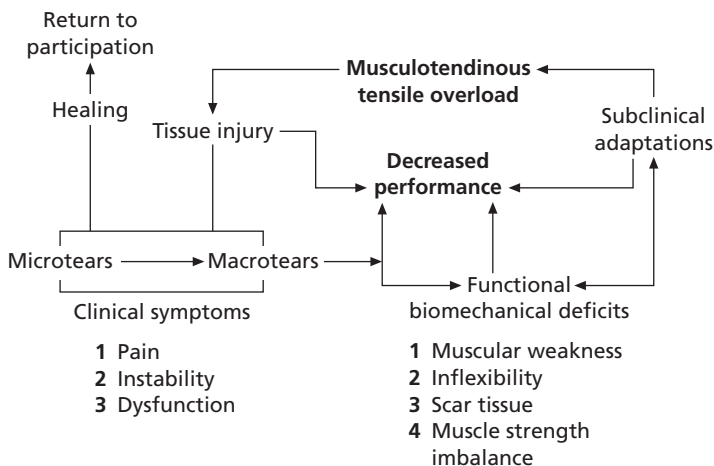 Return to
participation
Healing
Musculotendinous
tensile overload
Tissue injury
Subclinical
adaptations
Decreased
performance
Microtears
Macrotears
Functional
biomechanical deficits
Clinical symptoms
1 Pain
2 Instability
3 Dysfunction
1 Muscular weakness
2 Inflexibility
3 Scar tissue
4 Muscle strength
imbalance